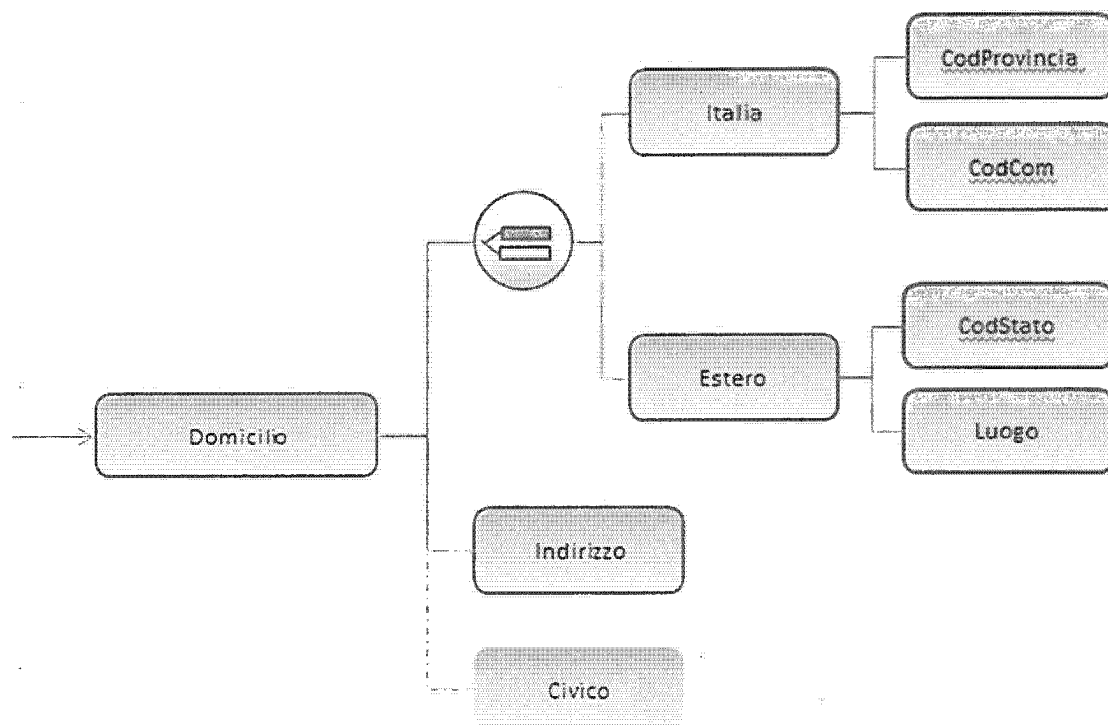 CodProvincia
Italia
CodCom
CodStato
Estero
Luogo
Domicilio
Indirizzo
Civico